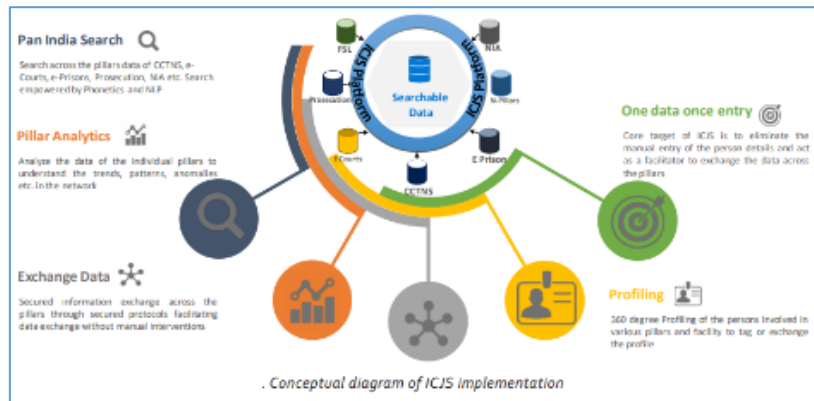 Pan India Search
Search across the pillars data of CCTNS, e-
Courts, e-Prisons, Prosecution, NIA etc. Search
empowered by Phonetics and NLP
Pillar Analytics
Analyze the data of the individual pillars to
understand the trends, patterns, anomalies
etc. in the network
Exchange Data
Secured information exchange across the
pillars through secured protocols facilitating
data exchange without manual interventions
FSL
NIA
ICJS Platform
ICJS Platform
Prosecution
Searchable
Data
N-Pillars
E Courts
E Prison
CCTNS
One data once entry
Core target of ICJS is to eliminate the
manual entry of the person details and act
as a facilitator to exchange the data across
the pillars
Profiling
360 degree Profiling of the persons involved in
various pillars and facility to tag or exchange
the profile
. Conceptual diagram of ICJS implementation